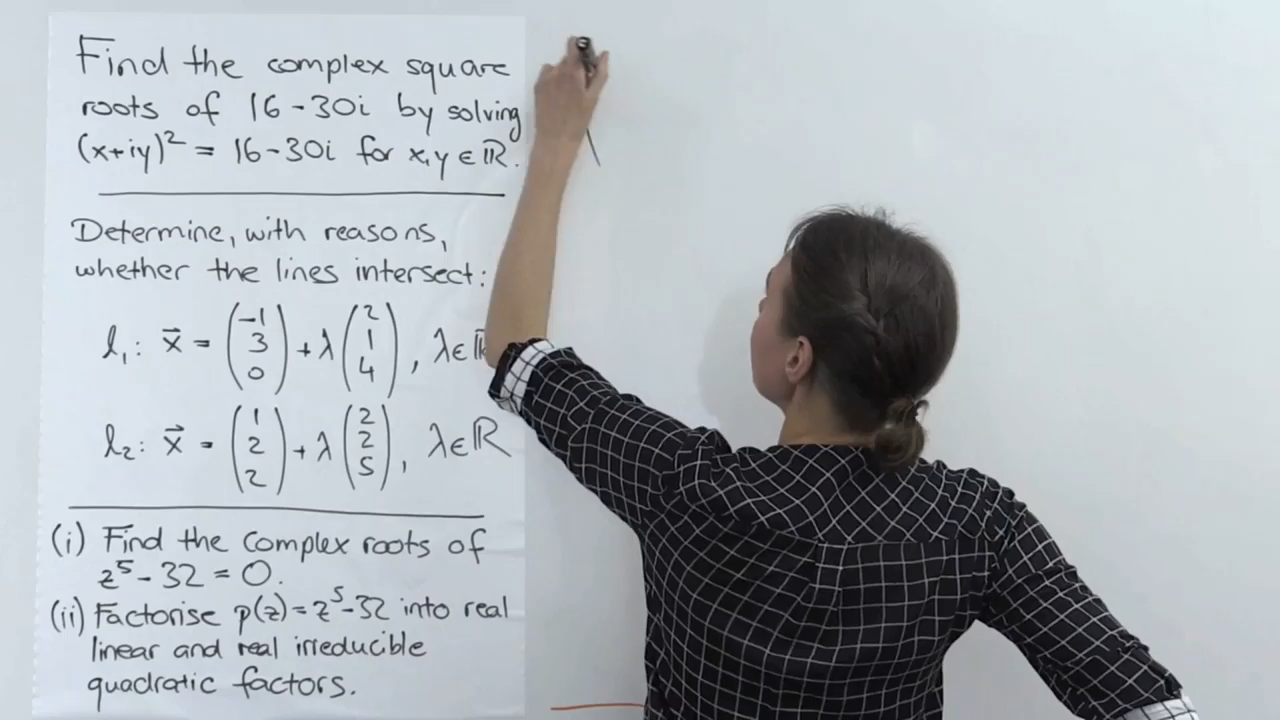 Find the complex square
roots of 16-30i by solving
(x+iy)² = 16-30i for x,y ∈ ℝ.
Determine, with reasons,
whether the lines intersect:
l₁: x⃗ = (-1 3 0) + λ (2 1 4), λ∈ℝ
l₂: x⃗ = (1 2 2) + λ (2 2 5), λ∈ℝ
(i) Find the complex roots of
z⁵ - 32 = 0.
(ii) Factorise p(z) = z⁵-32 into real
linear and real irreducible
quadratic factors.